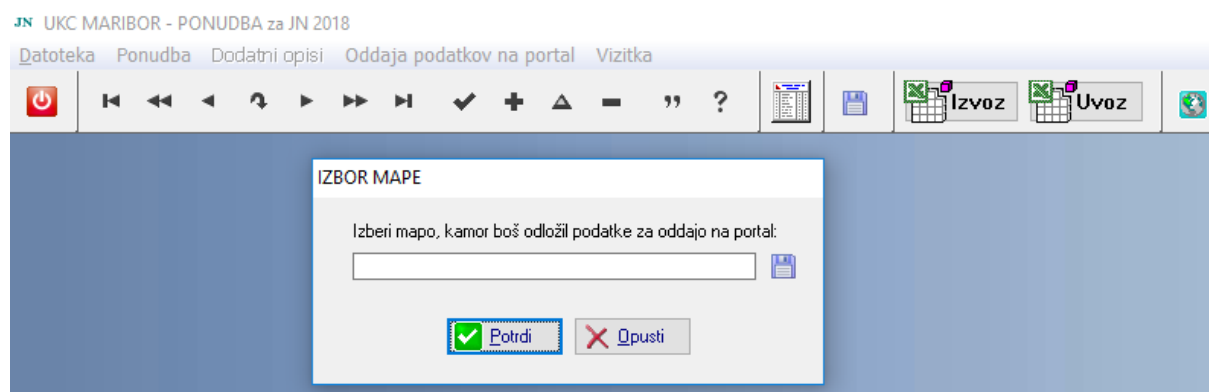 JN UKC MARIBOR - PONUDBA za JN 2018
Datoteka Ponudba Dodatni opisi Oddaja podatkov na portal Vizitka
Izvoz Uvoz
IZBOR MAPE
Izberi mapo, kamor boš odložil podatke za oddajo na portal:
Potrdi Opusti